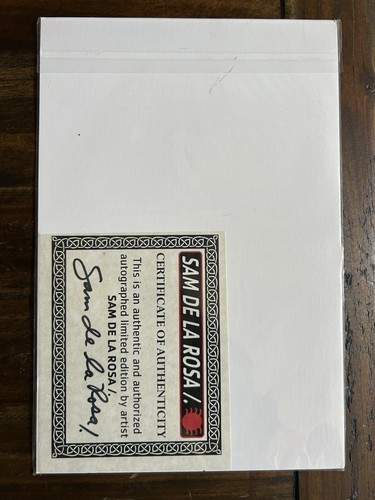 SAM DE LA ROSA/.
CERTIFICATE OF AUTHENTICITY
This is an authentic and authorized
autographed limited edition by artist
SAM DE LA ROSA/.
Sam de la Rosa/